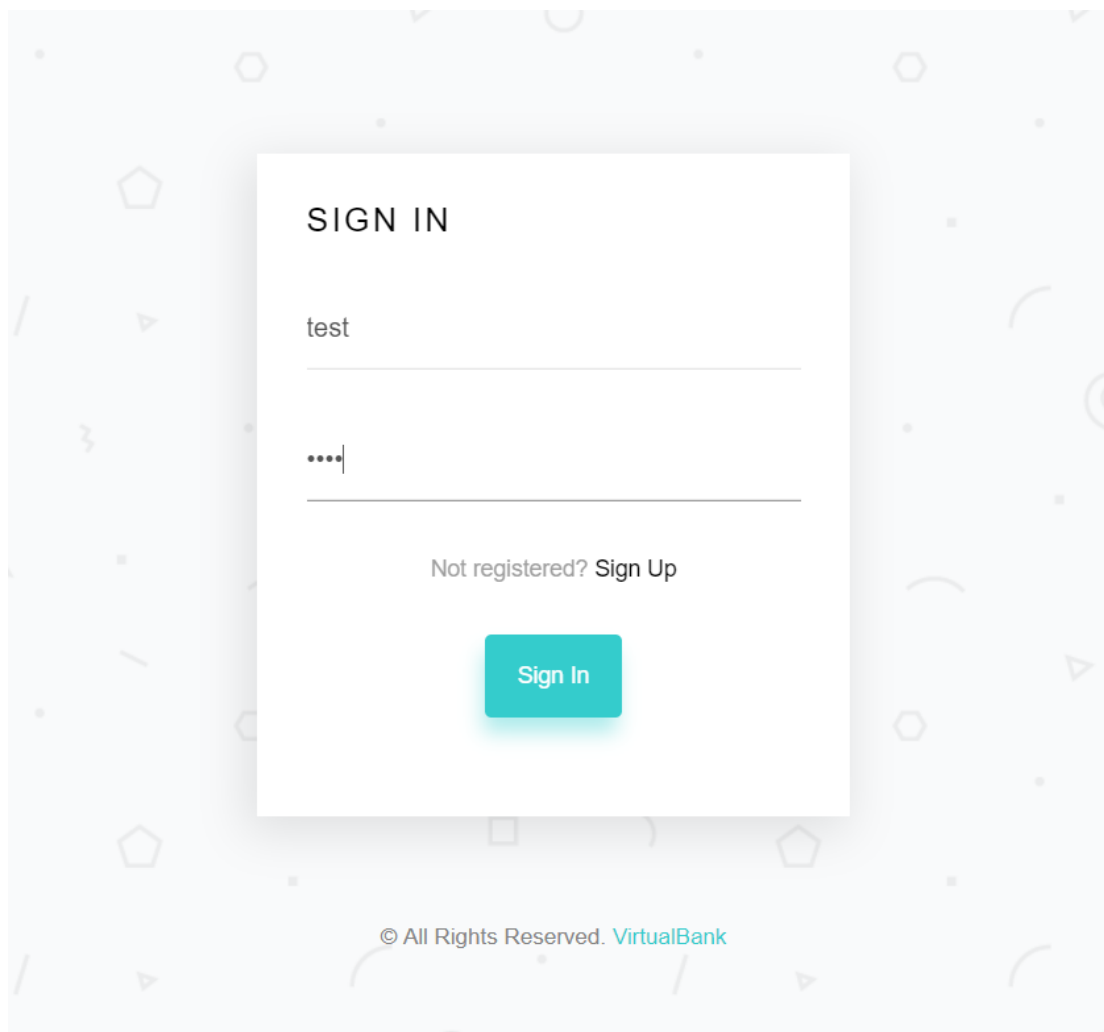 SIGN IN
test
••••
Not registered? Sign Up
Sign In
© All Rights Reserved. VirtualBank